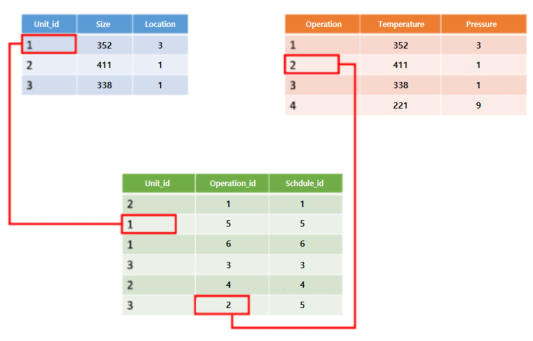 Unit_id Size Location
1 352 3
2 411 1
3 338 1
Operation Temperature Pressure
1 352 3
2 411 1
3 338 1
4 221 9
Unit_id Operation_id Schdule_id
2 1 1
1 5 5
1 6 6
3 3 3
2 4 4
3 2 5